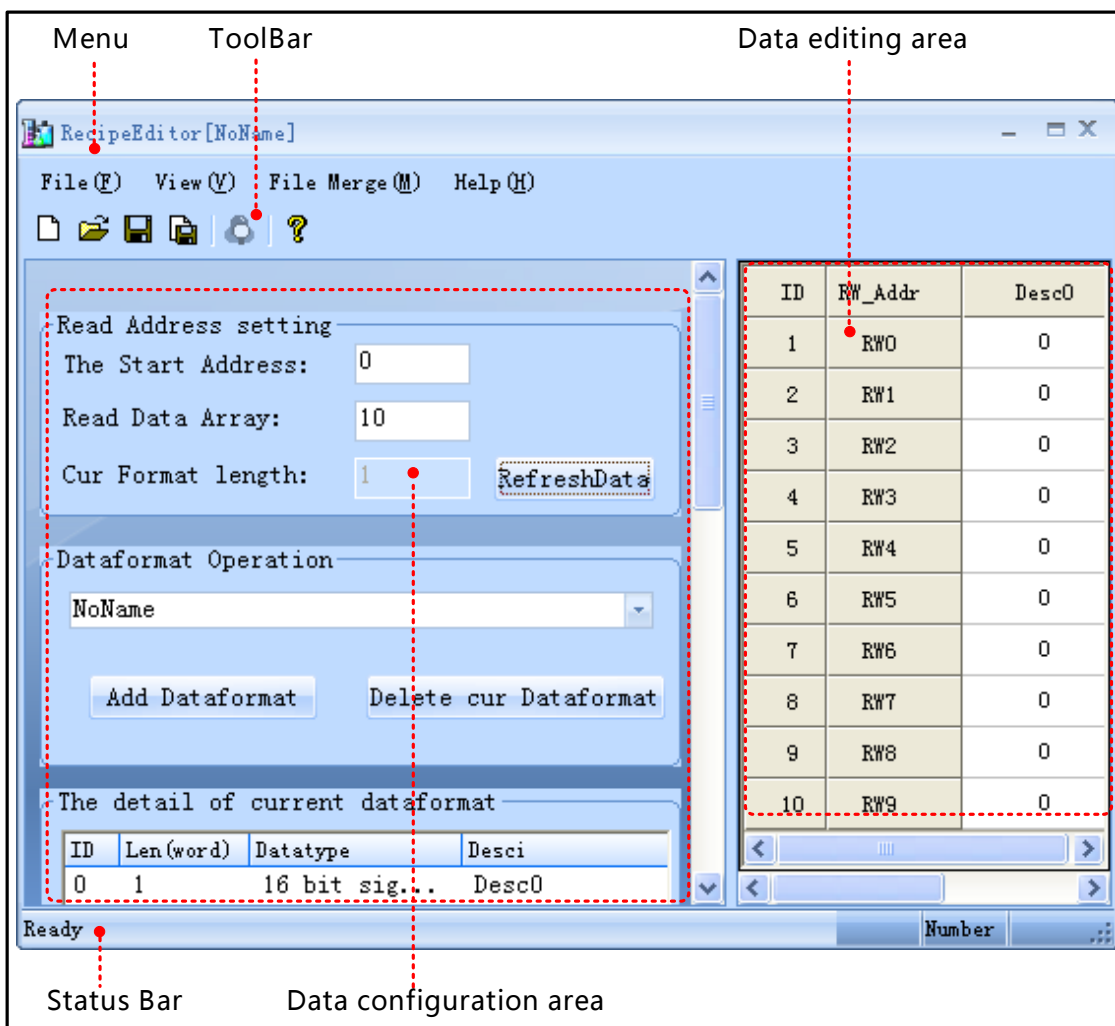 Menu ToolBar Data editing area
RecipeEditor[NoName]
File(F) View(V) File Merge(M) Help(H)
Read Address setting
The Start Address: 0
Read Data Array: 10
Cur Format length: 1 RefreshData
Dataformat Operation
NoName
Add Dataformat Delete cur Dataformat
The detail of current dataformat
ID Len(word) Datatype Desci
0 1 16 bit sig... Desc0
ID RW_Addr Desc0
1 RW0 0
2 RW1 0
3 RW2 0
4 RW3 0
5 RW4 0
6 RW5 0
7 RW6 0
8 RW7 0
9 RW8 0
10 RW9 0
Ready Number
Status Bar Data configuration area